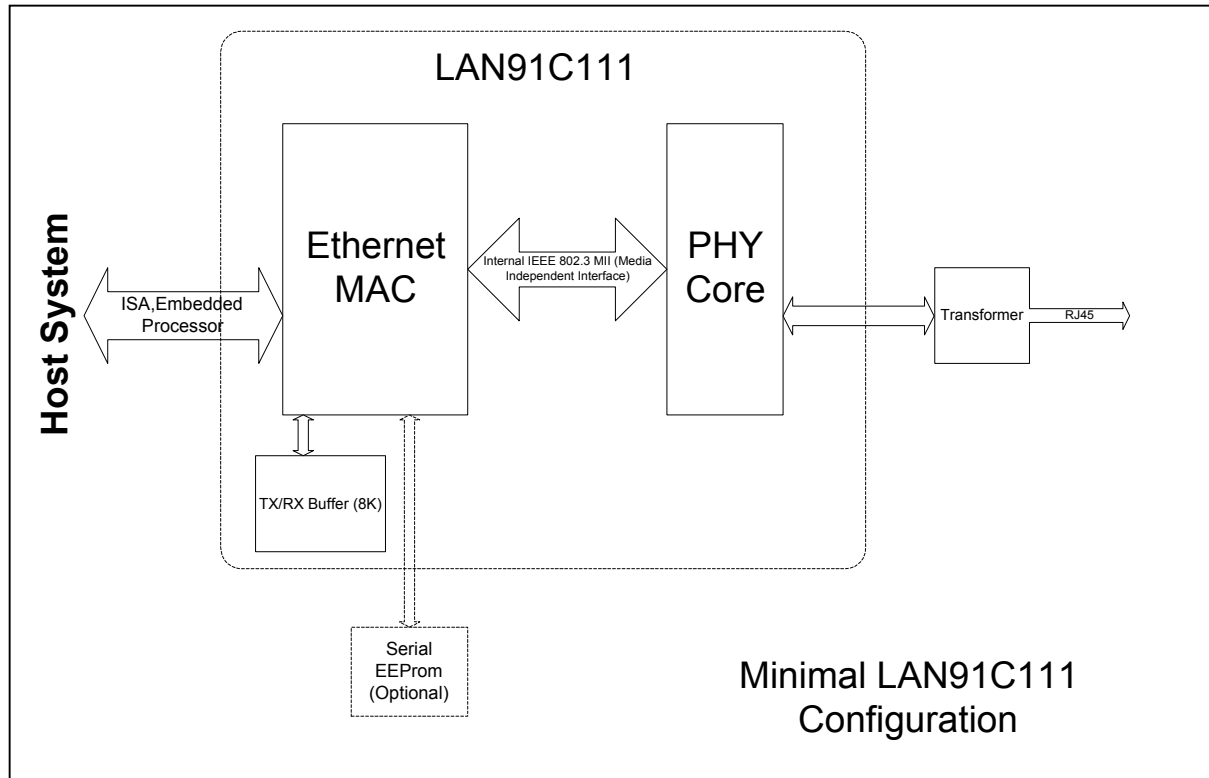 LAN91C111
Host System
ISA,Embedded
Processor
Ethernet
MAC
Internal IEEE 802.3 MII (Media
Independent Interface)
PHY
Core
Transformer
RJ45
TX/RX Buffer (8K)
Serial
EEProm
(Optional)
Minimal LAN91C111
Configuration